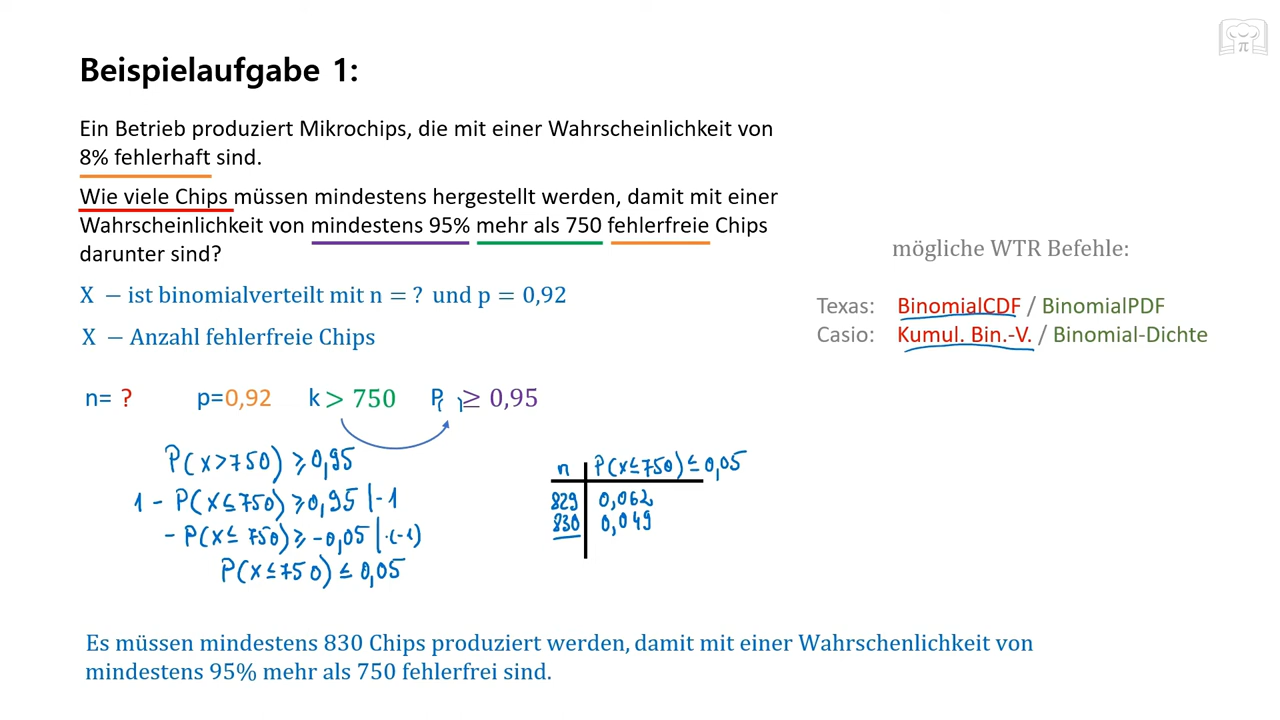 Beispielaufgabe 1:
Ein Betrieb produziert Mikrochips, die mit einer Wahrscheinlichkeit von
8% fehlerhaft sind.
Wie viele Chips müssen mindestens hergestellt werden, damit mit einer
Wahrscheinlichkeit von mindestens 95% mehr als 750 fehlerfreie Chips
darunter sind?
X – ist binomialverteilt mit n = ? und p = 0,92
X – Anzahl fehlerfreie Chips
mögliche WTR Befehle:
Texas: BinomialCDF / BinomialPDF
Casio: Kumul. Bin.-V. / Binomial-Dichte
n= ? p=0,92 k > 750 P( ) ≥ 0,95
P(X>750) ≥ 0,95
1 - P(X≤750) ≥ 0,95 |-1
- P(X≤750) ≥ -0,05 |·(-1)
P(X≤750) ≤ 0,05
n P(X≤750) ≤ 0,05
829 0,062
830 0,049
Es müssen mindestens 830 Chips produziert werden, damit mit einer Wahrschenlichkeit von
mindestens 95% mehr als 750 fehlerfrei sind.
π